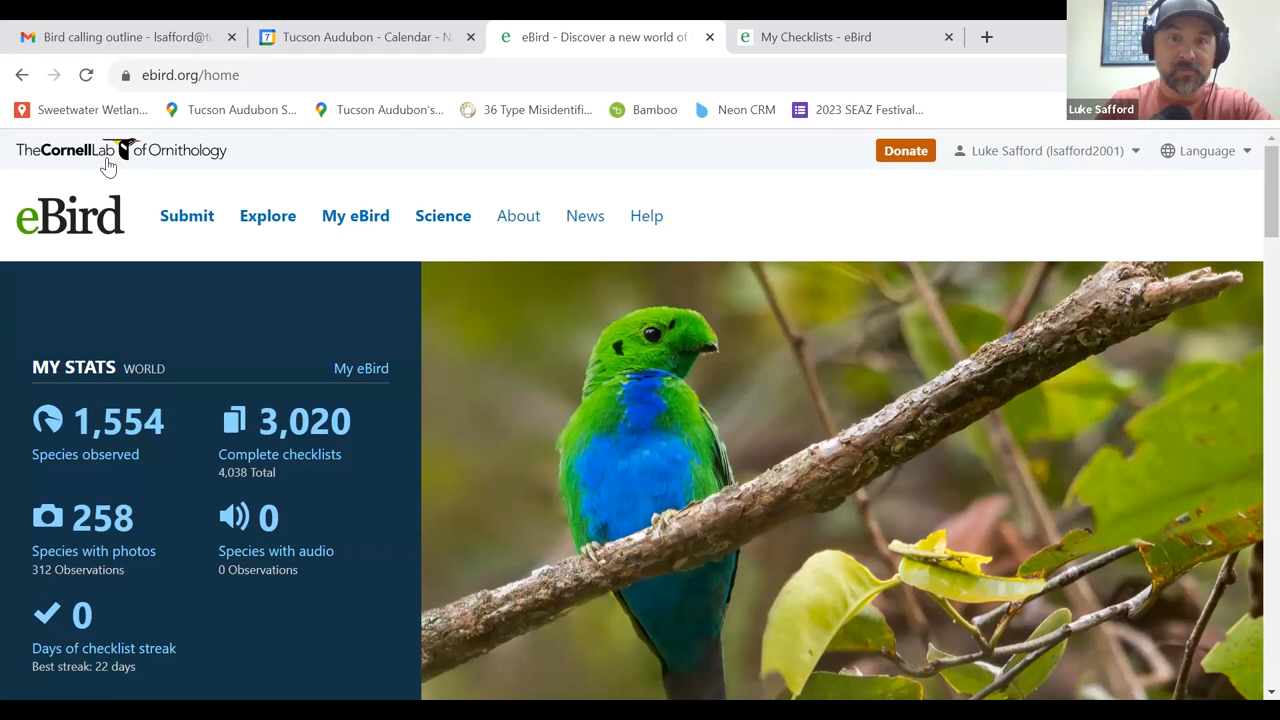 Bird calling outline - lsafford@tu
Tucson Audubon - Calendar - N
eBird - Discover a new world of
My Checklists - eBird
ebird.org/home
Luke Safford
Sweetwater Wetlan...
Tucson Audubon S...
Tucson Audubon's...
36 Type Misidentifi...
Bamboo
Neon CRM
2023 SEAZ Festival...
TheCornellLab of Ornithology
Donate
Luke Safford (lsafford2001)
Language
eBird
Submit
Explore
My eBird
Science
About
News
Help
MY STATS WORLD
My eBird
1,554
Species observed
3,020
Complete checklists
4,038 Total
258
Species with photos
312 Observations
0
Species with audio
0 Observations
0
Days of checklist streak
Best streak: 22 days